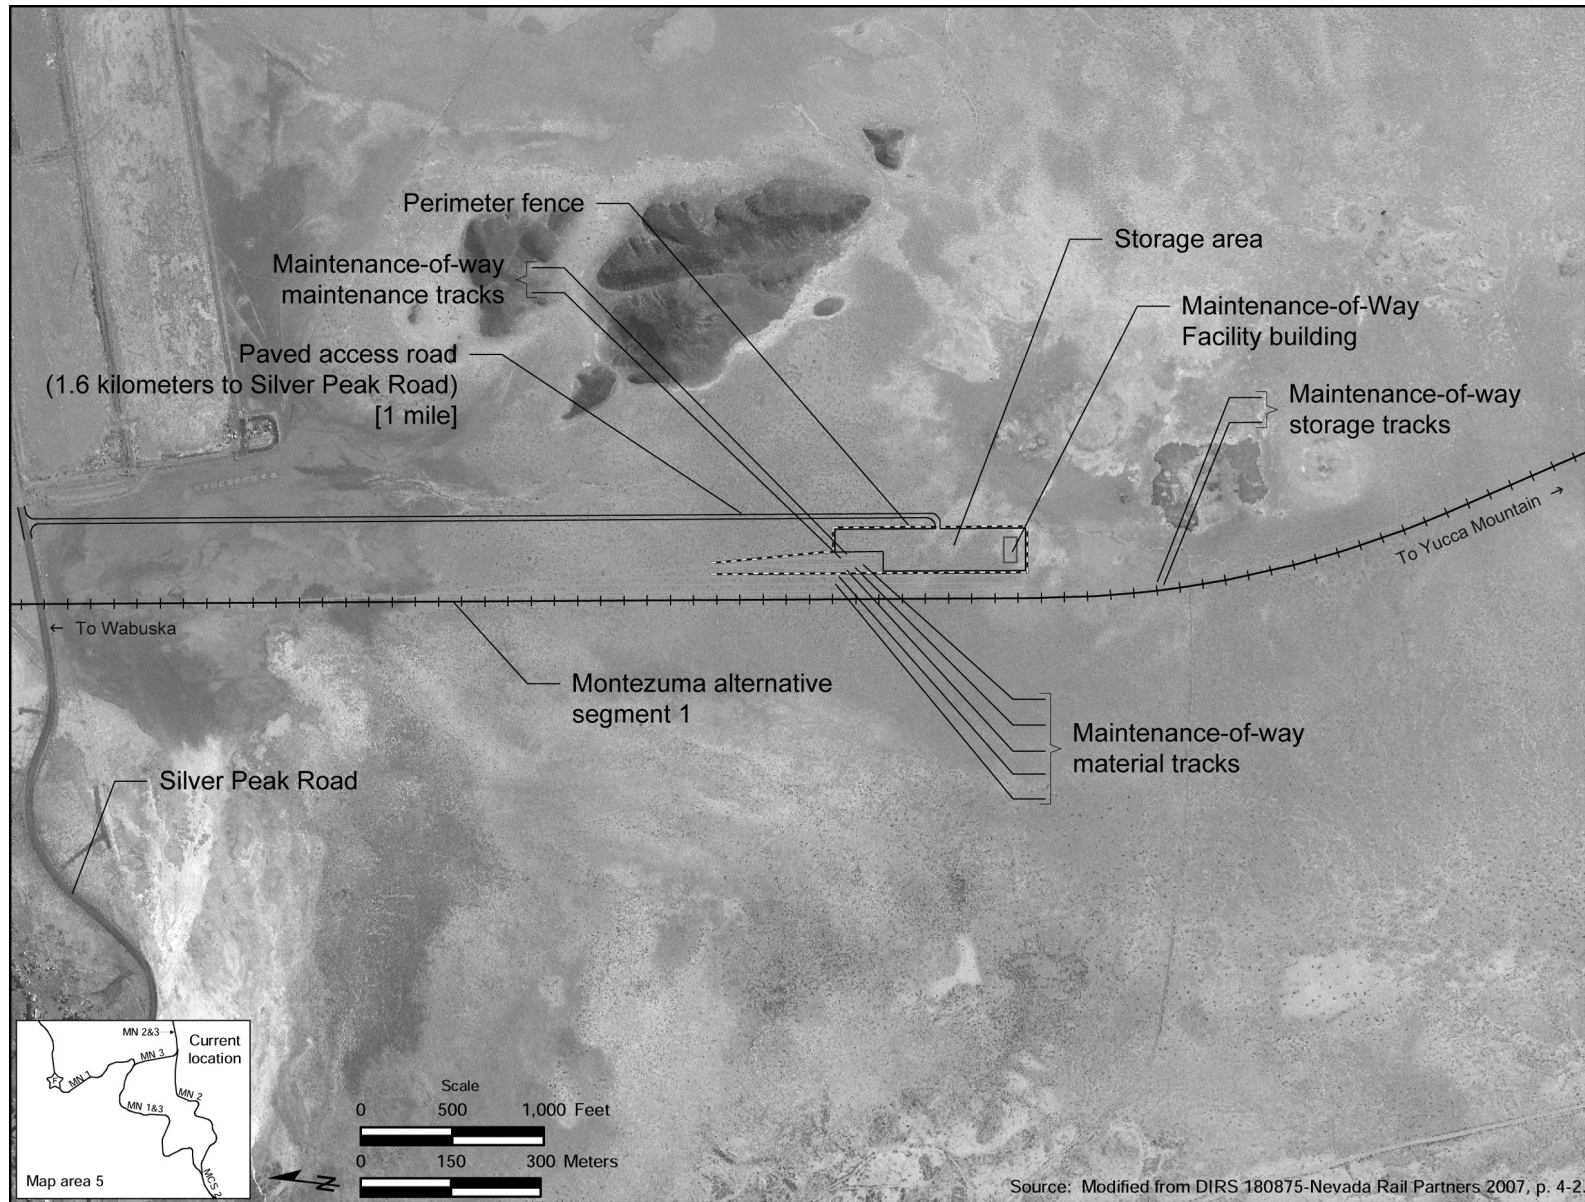 Perimeter fence
Storage area
Maintenance-of-way
maintenance tracks
Maintenance-of-Way
Facility building
Paved access road
(1.6 kilometers to Silver Peak Road)
[1 mile]
Maintenance-of-way
storage tracks
To Yucca Mountain →
← To Wabuska
Montezuma alternative
segment 1
Maintenance-of-way
material tracks
Silver Peak Road
MN 2&3
Current
location
MN 3
MN 1
F
MN 2
MN 1&3
MCS 2
Map area 5
Scale
0 500 1,000 Feet
0 150 300 Meters
N
Source: Modified from DIRS 180875-Nevada Rail Partners 2007, p. 4-2